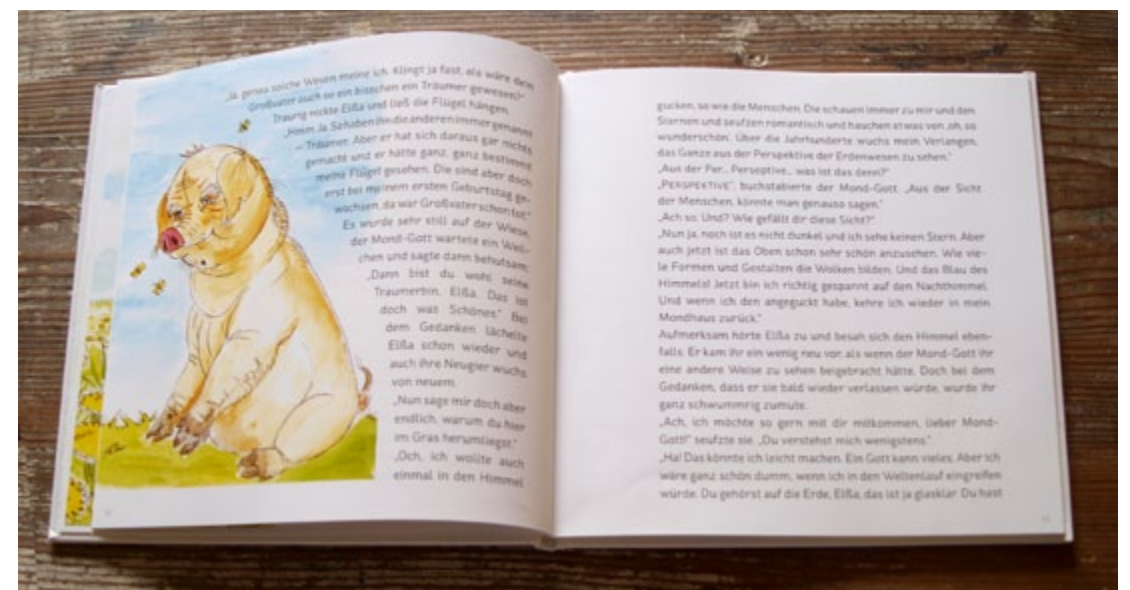 „Ja, genau solche Wesen meine ich. Klingt ja fast, als wäre dein
Großvater auch so ein bisschen ein Träumer gewesen?“
Traurig nickte Elßa und ließ die Flügel hängen.
„Hmm. Ja. So haben ihn die anderen immer genannt
– Träumer. Aber er hat sich daraus gar nichts
gemacht und er hätte ganz, ganz bestimmt
meine Flügel gesehen. Die sind aber doch
erst bei meinem ersten Geburtstag ge-
wachsen, da war Großvater schon tot.“
Es wurde sehr still auf der Wiese,
der Mond-Gott wartete ein Weil-
chen und sagte dann behutsam:
„Dann bist du wohl seine
Traumerbin, Elßa. Das ist
doch was Schönes.“ Bei
dem Gedanken lächelte
Elßa schon wieder und
auch ihre Neugier wuchs
von neuem.
„Nun sage mir doch aber
endlich, warum du hier
im Gras herumliegst.“
„Och, ich wollte auch
einmal in den Himmel
gucken, so wie die Menschen. Die schauen immer zu mir und den
Sternen und seufzen romantisch und hauchen etwas von ‚oh, so
wunderschön‘. Über die Jahrhunderte wuchs mein Verlangen,
das Ganze aus der Perspektive der Erdenwesen zu sehen.“
„Aus der Per... Perseptive... was ist das denn?“
„PERSPEKTIVE“, buchstabierte der Mond-Gott. „Aus der Sicht
der Menschen, könnte man genauso sagen.“
„Ach so. Und? Wie gefällt dir diese Sicht?“
„Nun ja, noch ist es nicht dunkel und ich sehe keinen Stern. Aber
auch jetzt ist das Oben schon sehr schön anzusehen. Wie vie-
le Formen und Gestalten die Wolken bilden. Und das Blau des
Himmels! Jetzt bin ich richtig gespannt auf den Nachthimmel.
Und wenn ich den angeguckt habe, kehre ich wieder in mein
Mondhaus zurück.“
Aufmerksam hörte Elßa zu und besah sich den Himmel eben-
falls. Er kam ihr ein wenig neu vor, als wenn der Mond-Gott ihr
eine andere Weise zu sehen beigebracht hätte. Doch bei dem
Gedanken, dass er sie bald wieder verlassen würde, wurde ihr
ganz schwummrig zumute.
„Ach, ich möchte so gern mit dir mitkommen, lieber Mond-
Gott!“ seufzte sie. „Du verstehst mich wenigstens.“
„Ha! Das könnte ich leicht machen. Ein Gott kann vieles. Aber ich
wäre ganz schön dumm, wenn ich in den Weltenlauf eingreifen
würde. Du gehörst auf die Erde, Elßa, das ist ja glasklar. Du hast